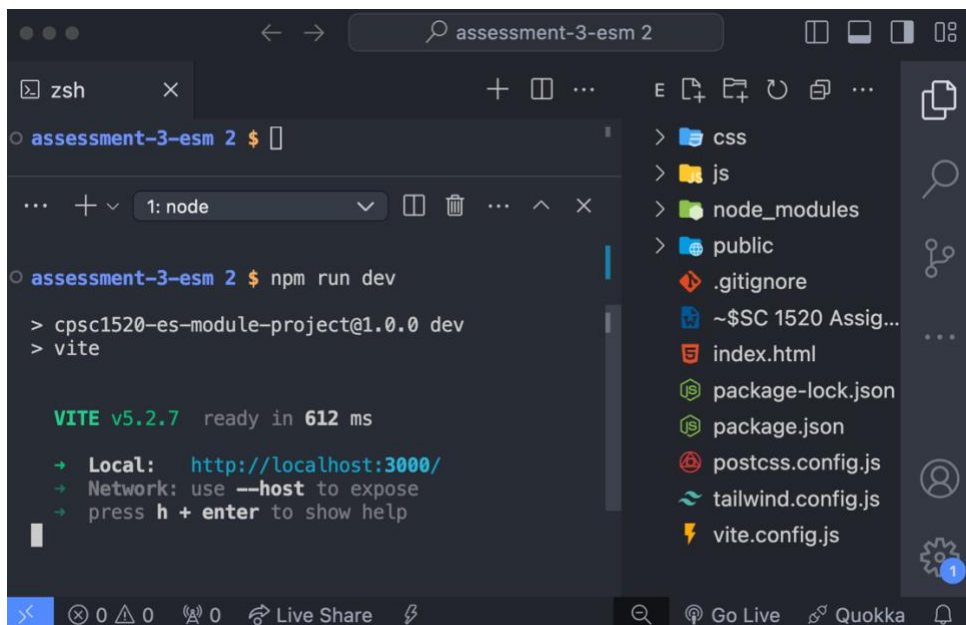 assessment-3-esm 2
zsh
E
assessment-3-esm 2 $
1: node
assessment-3-esm 2 $ npm run dev
> cpsc1520-es-module-project@1.0.0 dev
> vite
VITE v5.2.7 ready in 612 ms
➜ Local: http://localhost:3000/
➜ Network: use --host to expose
➜ press h + enter to show help
css
js
node_modules
public
.gitignore
~$SC 1520 Assig...
index.html
package-lock.json
package.json
postcss.config.js
tailwind.config.js
vite.config.js
1
0 0 0 Live Share
Go Live Quokka